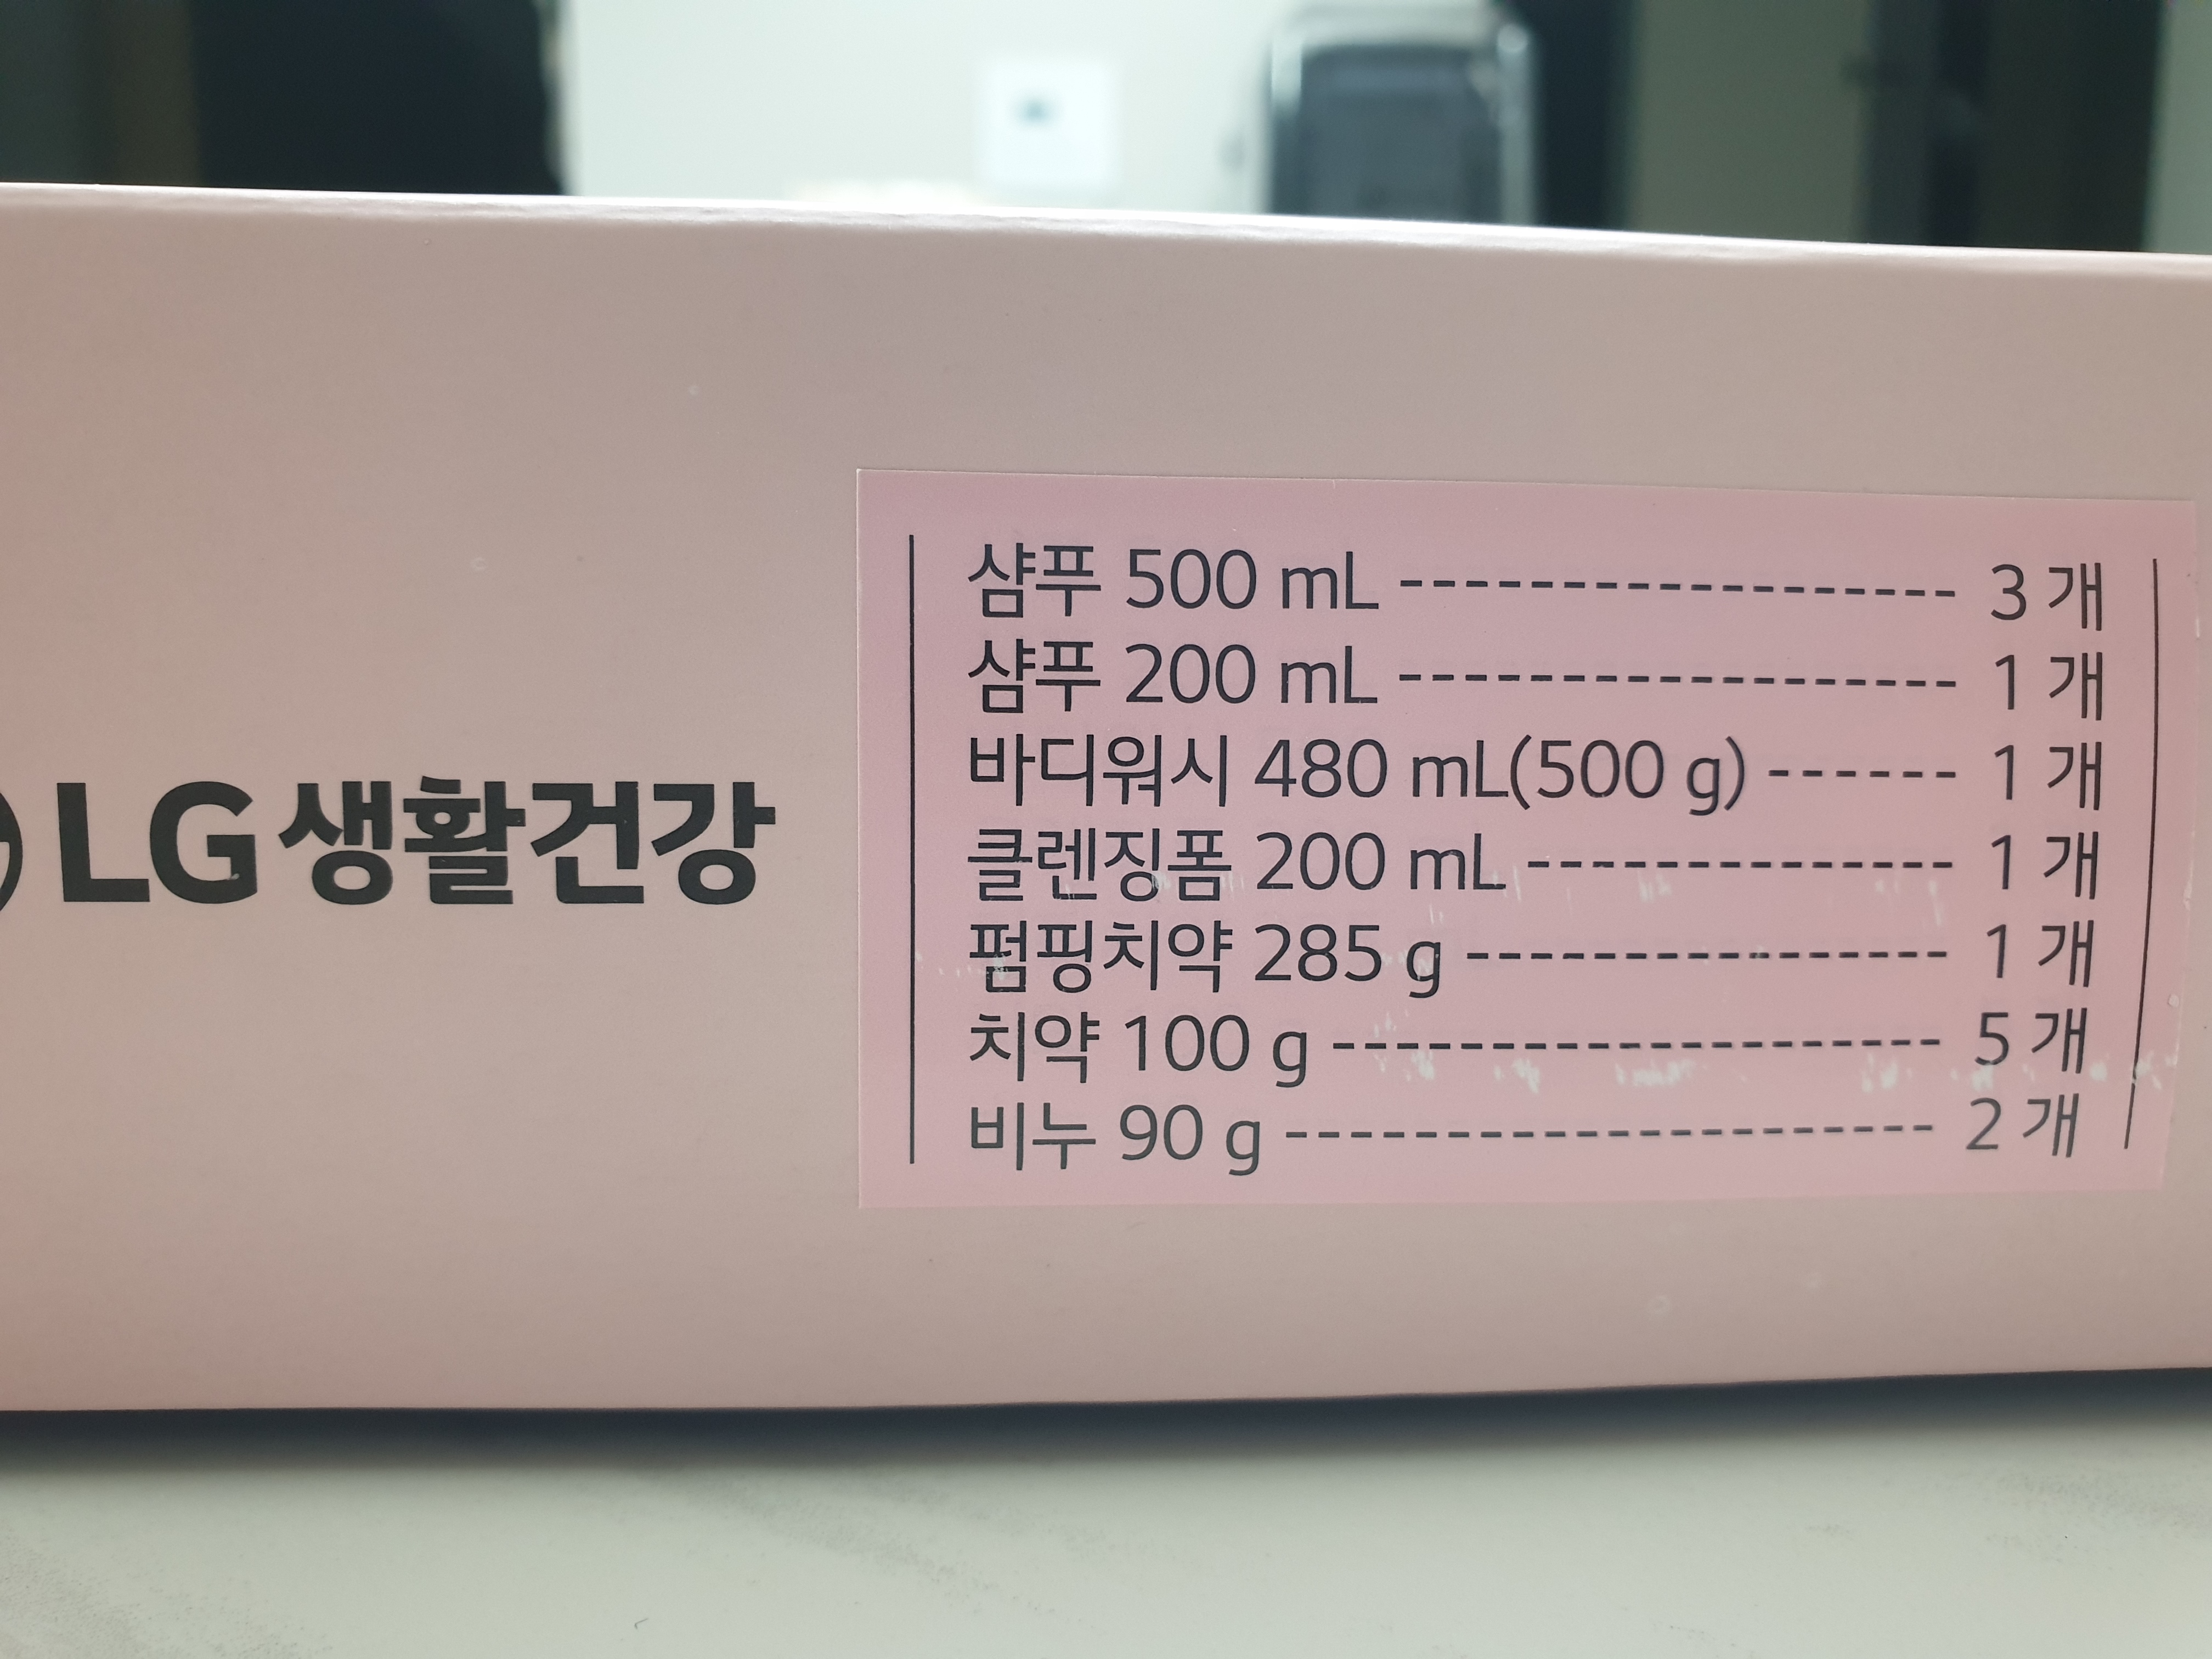 LG생활건강
샴푸 500 mL ------------------ 3 개
샴푸 200 mL ------------------ 1 개
바디워시 480 mL(500 g) ------ 1 개
클렌징폼 200 mL -------------- 1 개
펌핑치약 285 g ---------------- 1 개
치약 100 g -------------------- 5 개
비누 90 g ---------------------- 2 개